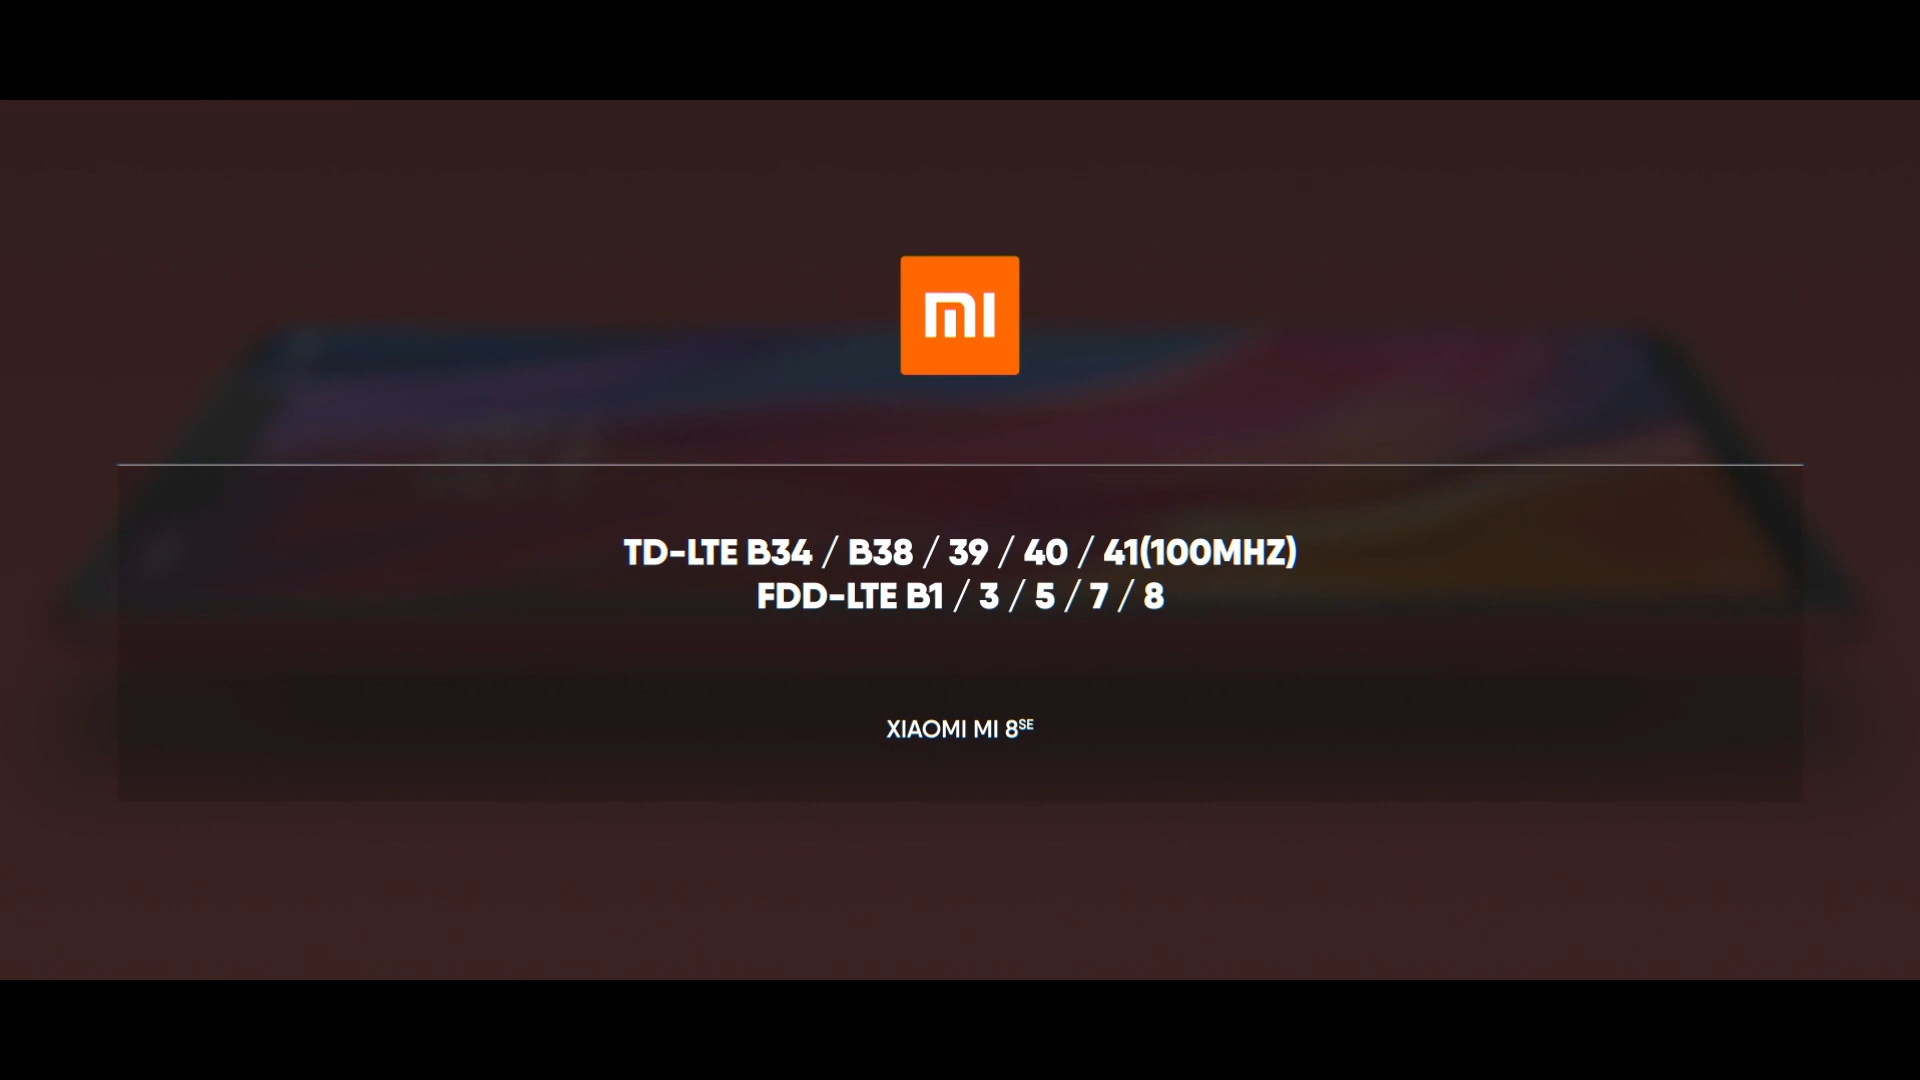 MI
TD-LTE B34 / B38 / 39 / 40 / 41(100MHZ)
FDD-LTE B1 / 3 / 5 / 7 / 8
XIAOMI MI 8SE